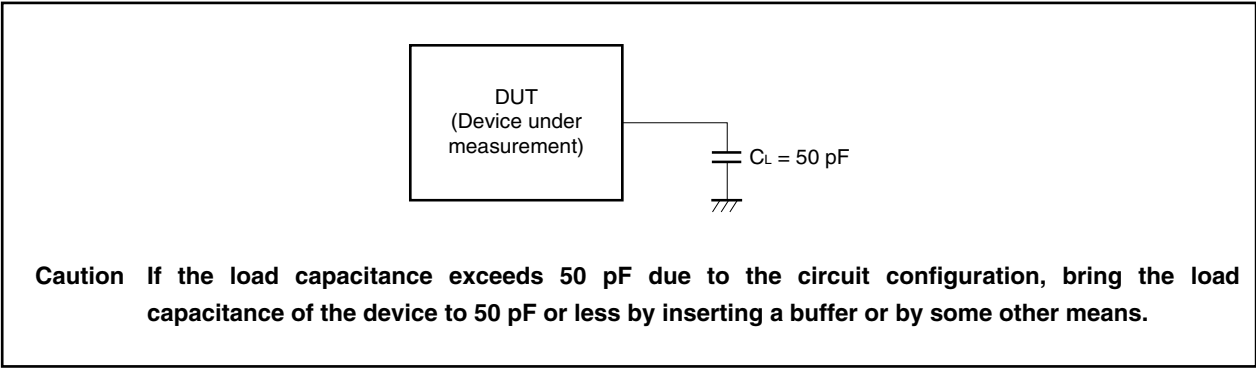 DUT
(Device under
measurement)
CL = 50 pF
Caution If the load capacitance exceeds 50 pF due to the circuit configuration, bring the load
capacitance of the device to 50 pF or less by inserting a buffer or by some other means.